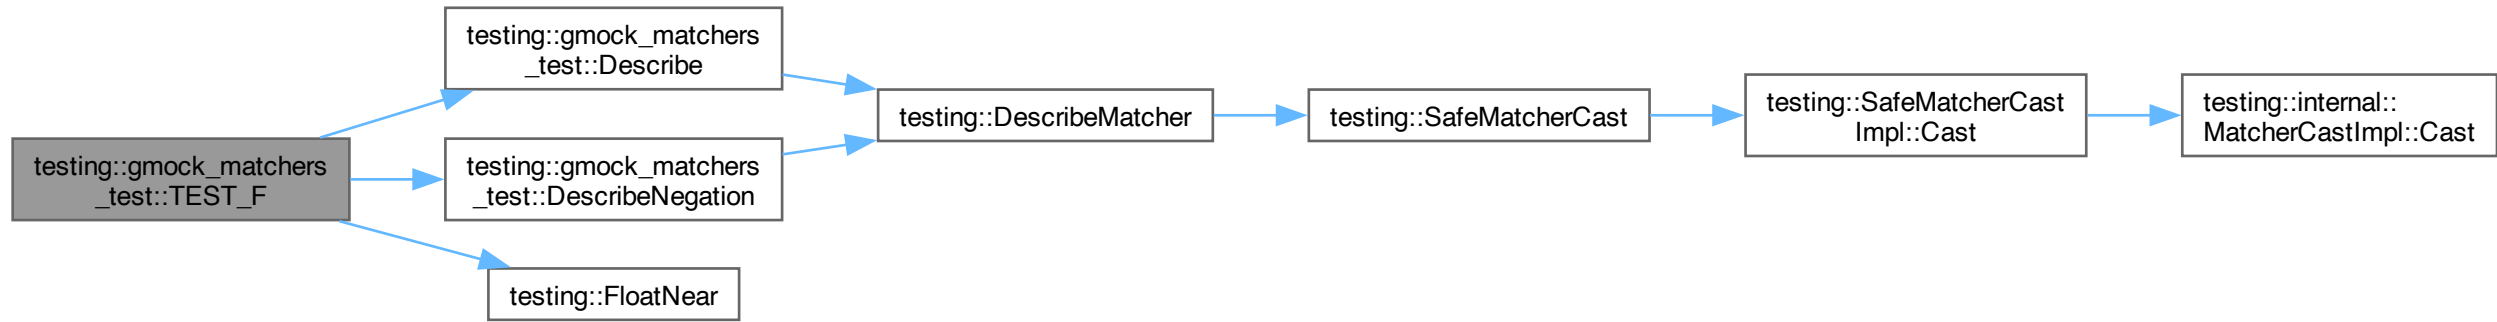 testing::gmock_matchers
_test::TEST_F
testing::gmock_matchers
_test::Describe
testing::gmock_matchers
_test::DescribeNegation
testing::FloatNear
testing::DescribeMatcher
testing::SafeMatcherCast
testing::SafeMatcherCast
Impl::Cast
testing::internal::
MatcherCastImpl::Cast